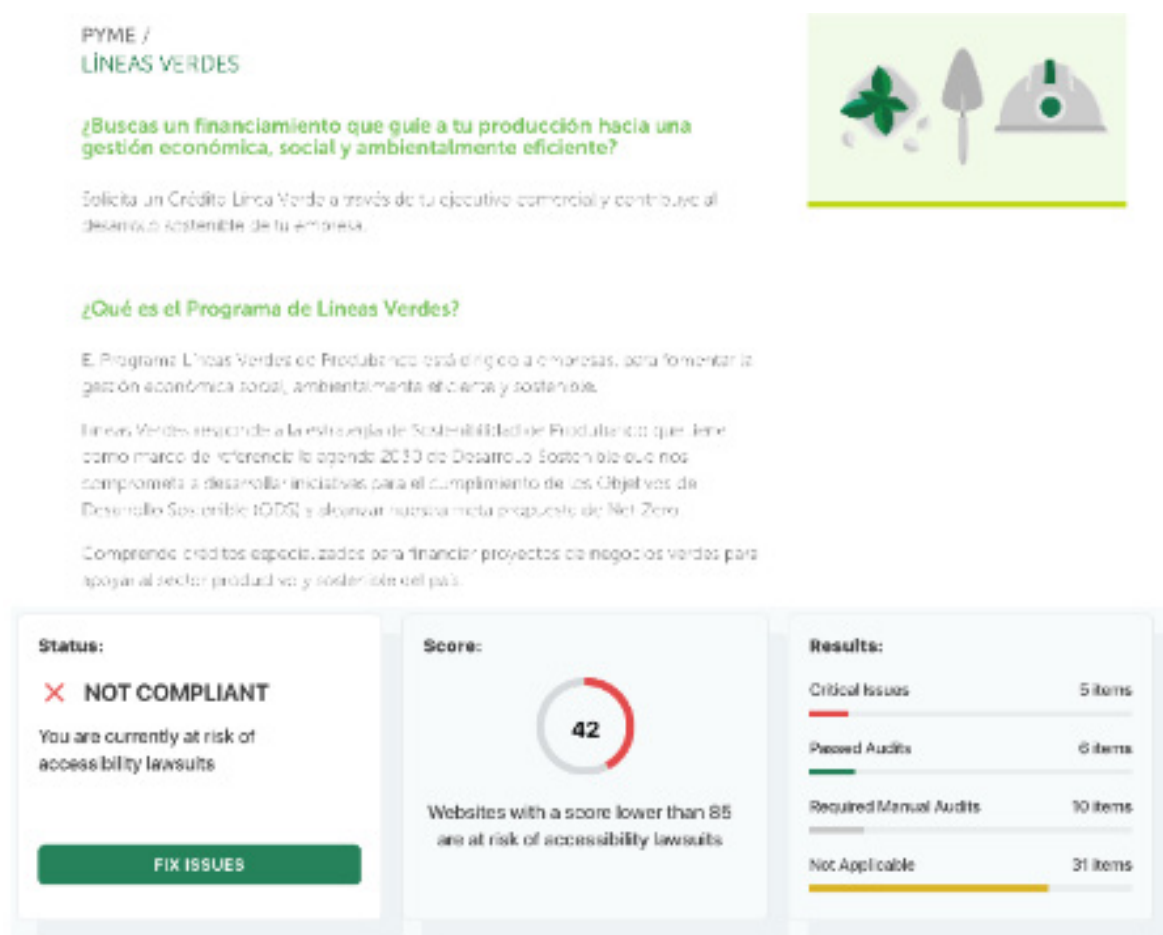 PYME /
LÍNEAS VERDES
¿Buscas un financiamiento que guíe a tu producción hacia una
gestión económica, social y ambientalmente eficiente?
Solicita un Crédito Línea Verde a través de tu ejecutivo comercial y contribuye al
desarrollo sostenible de tu empresa.
¿Qué es el Programa de Líneas Verdes?
El Programa Líneas Verdes de Produbanco está dirigido a empresas, para fomentar la
gestión económica social, ambientalmente eficiente y sostenible.
Líneas Verdes responde a la estrategia de Sostenibilidad de Produbanco que tiene
como marco de referencia la agenda 2030 de Desarrollo Sostenible que nos
compromete a desarrollar iniciativas para el cumplimiento de los Objetivos de
Desarrollo Sostenible (ODS) y alcanzar nuestra meta propuesta de Net Zero.
Comprende créditos especializados para financiar proyectos de negocios verdes para
apoyar al sector productivo y sostenible del país.
Status:
NOT COMPLIANT
You are currently at risk of
accessibility lawsuits
FIX ISSUES
Score:
42
Websites with a score lower than 85
are at risk of accessibility lawsuits
Results:
Critical Issues 5 items
Passed Audits 6 items
Required Manual Audits 10 items
Not Applicable 31 items